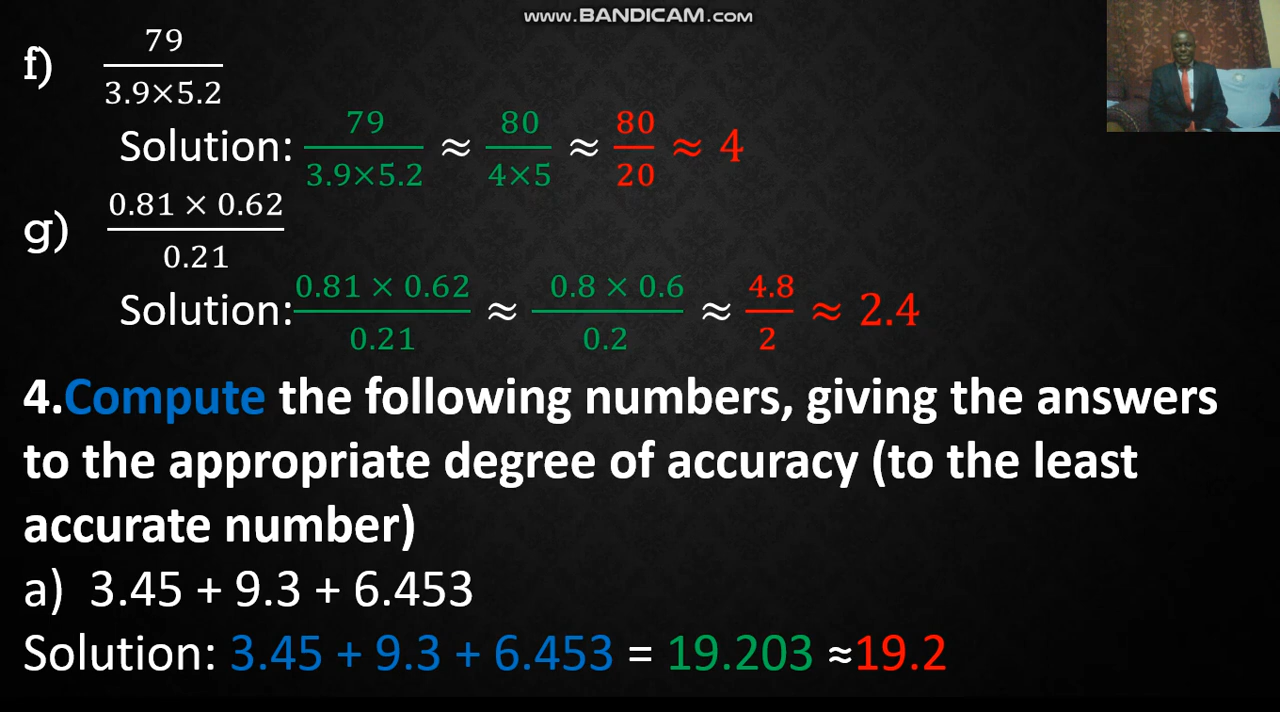 www.BANDICAM.com
f) 79/(3.9×5.2)
Solution: 79/(3.9×5.2) ≈ 80/(4×5) ≈ 80/20 ≈ 4
g) (0.81 × 0.62)/0.21
Solution: (0.81 × 0.62)/0.21 ≈ (0.8 × 0.6)/0.2 ≈ 4.8/2 ≈ 2.4
4.Compute the following numbers, giving the answers
to the appropriate degree of accuracy (to the least
accurate number)
a) 3.45 + 9.3 + 6.453
Solution: 3.45 + 9.3 + 6.453 = 19.203 ≈19.2